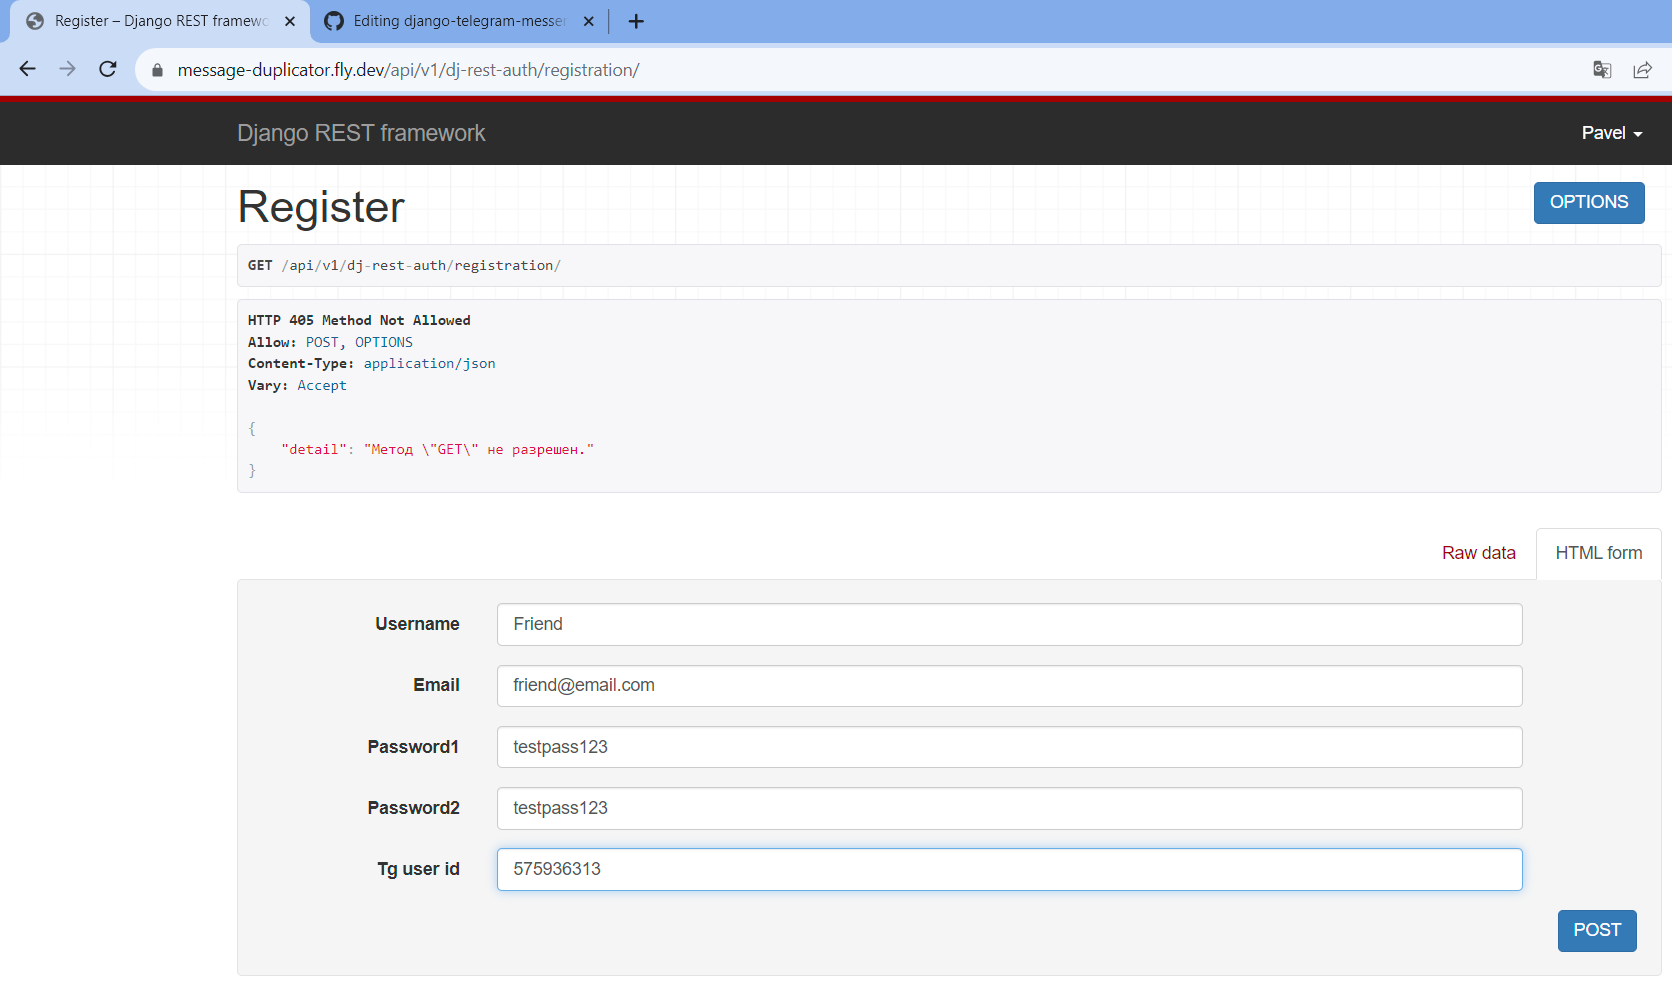 Register – Django REST framewo
Editing django-telegram-messen
message-duplicator.fly.dev/api/v1/dj-rest-auth/registration/
Django REST framework
Pavel
Register
OPTIONS
GET /api/v1/dj-rest-auth/registration/
HTTP 405 Method Not Allowed
Allow: POST, OPTIONS
Content-Type: application/json
Vary: Accept
{
"detail": "Метод \"GET\" не разрешен."
}
Raw data
HTML form
Username
Friend
Email
friend@email.com
Password1
testpass123
Password2
testpass123
Tg user id
575936313
POST